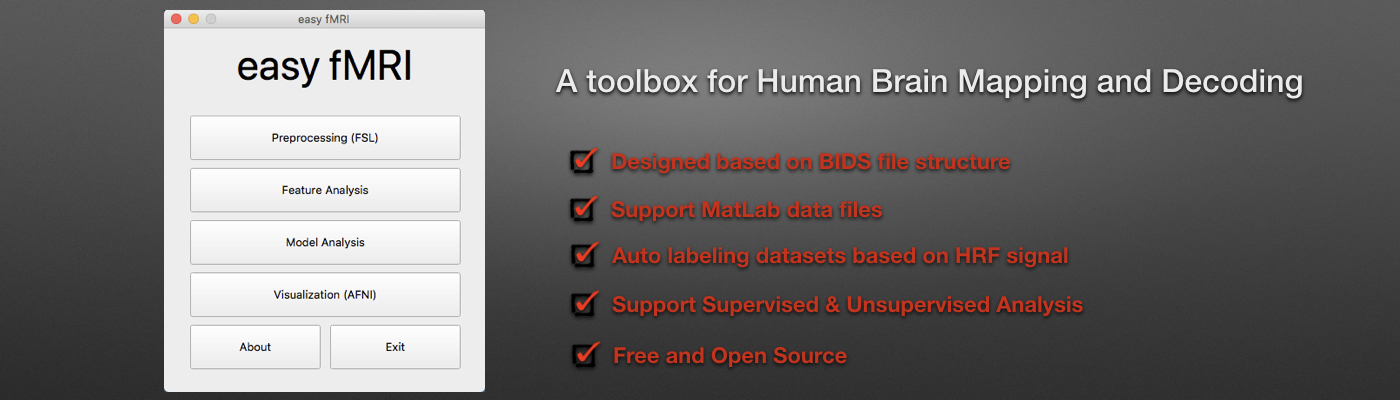 easy fMRI
easy fMRI
Preprocessing (FSL)
Feature Analysis
Model Analysis
Visualization (AFNI)
About
Exit
A toolbox for Human Brain Mapping and Decoding
Designed based on BIDS file structure
Support MatLab data files
Auto labeling datasets based on HRF signal
Support Supervised & Unsupervised Analysis
Free and Open Source